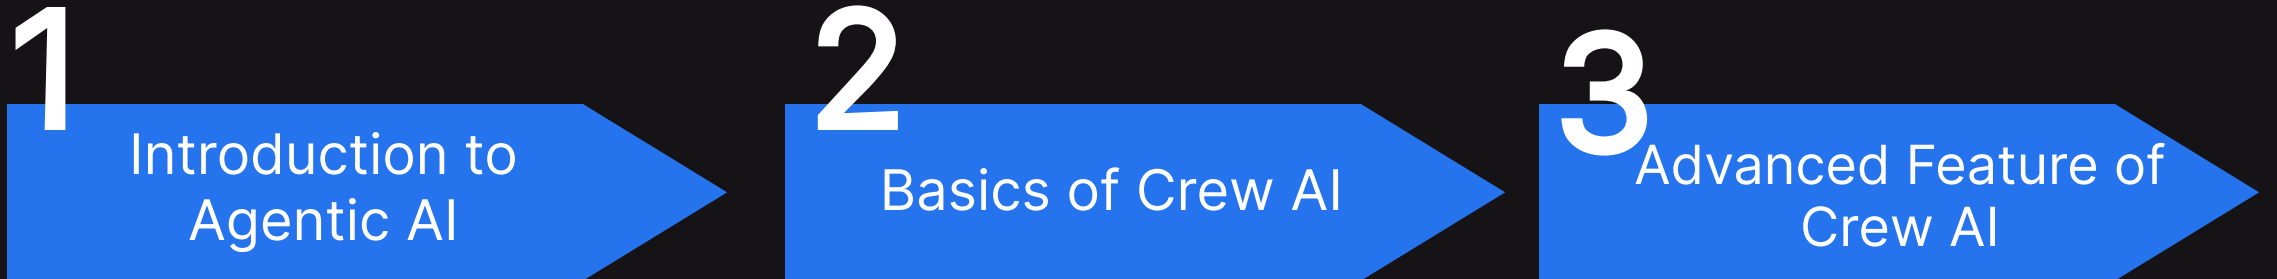 1
Introduction to
Agentic AI
2
Basics of Crew AI
3
Advanced Feature of
Crew AI